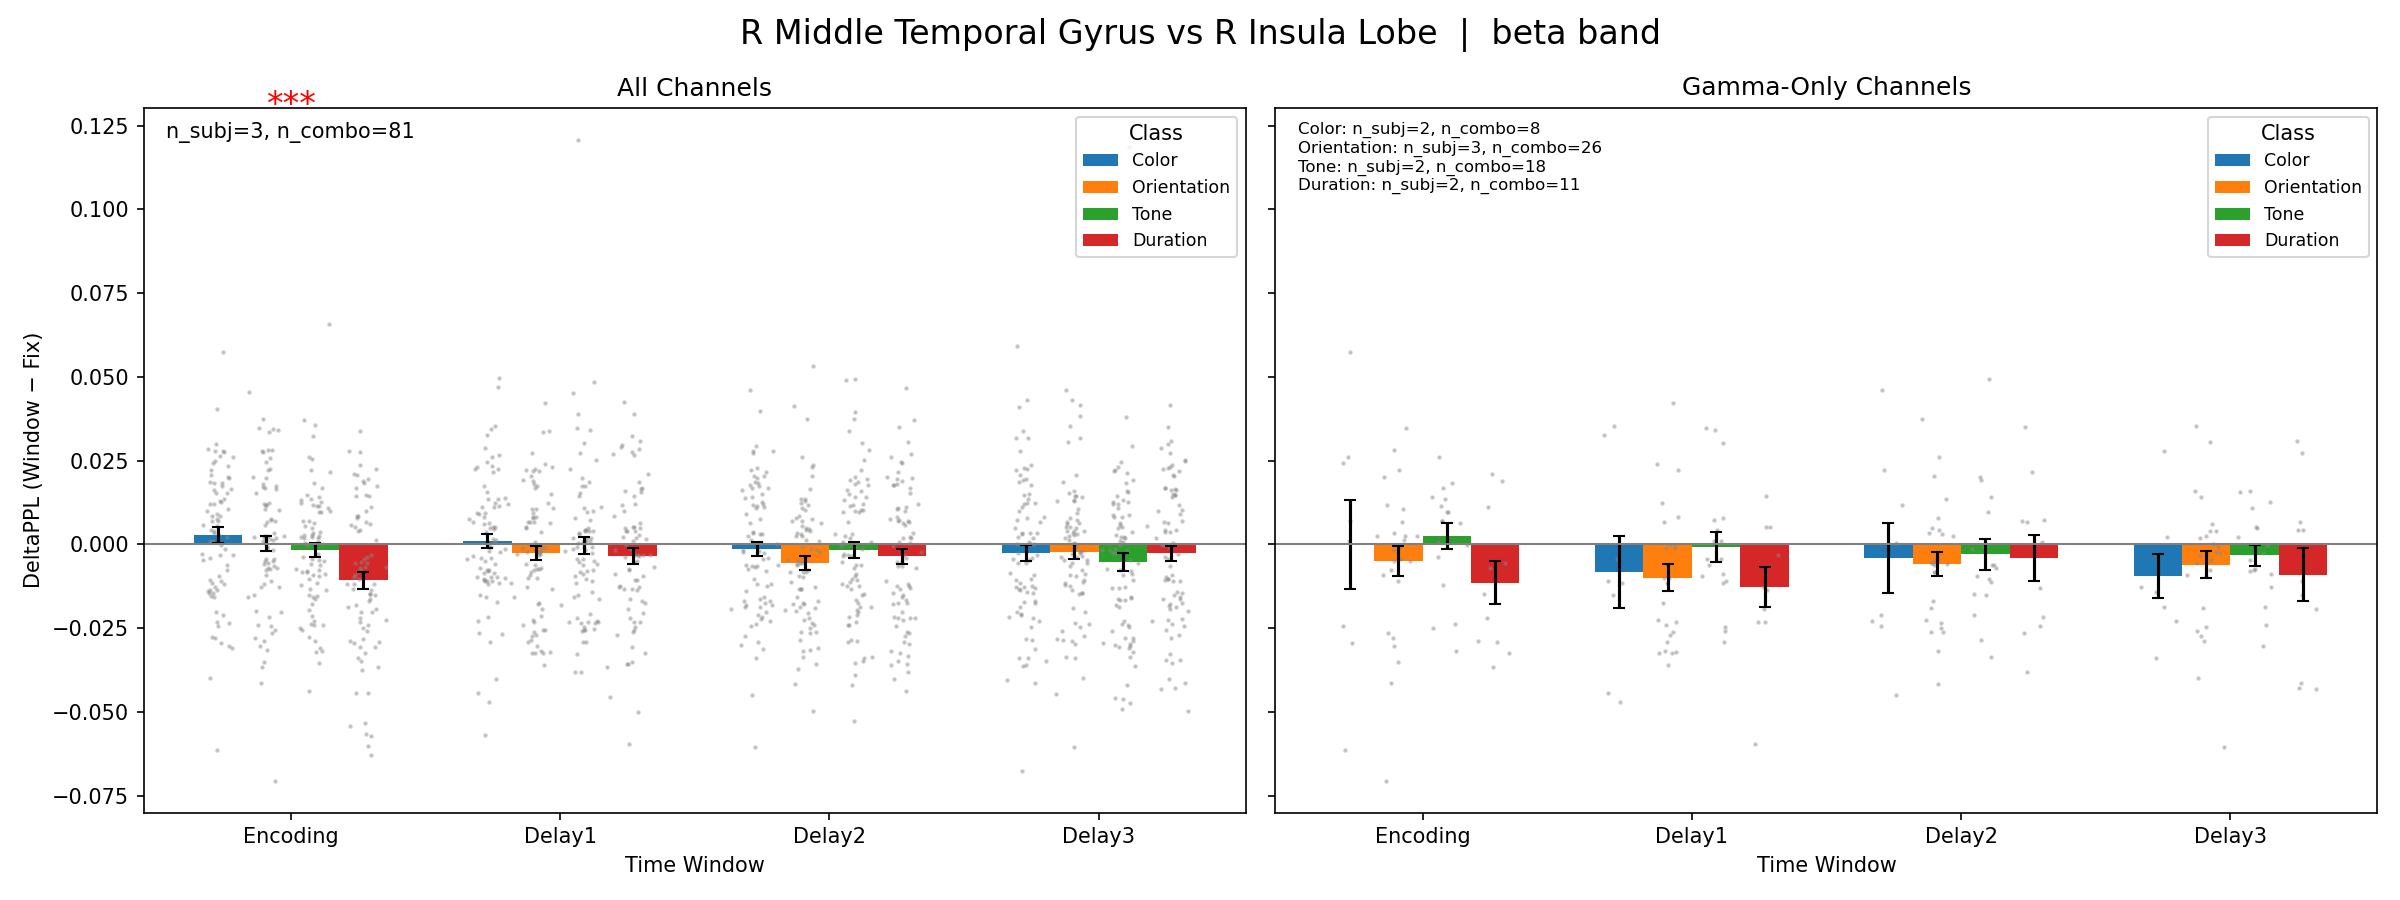 R Middle Temporal Gyrus vs R Insula Lobe | beta band
All Channels
***
n_subj=3, n_combo=81
Class
Color
Orientation
Tone
Duration
0.125
0.100
0.075
0.050
0.025
0.000
−0.025
−0.050
−0.075
DeltaPPL (Window − Fix)
Encoding
Delay1
Delay2
Delay3
Time Window
Gamma-Only Channels
Color: n_subj=2, n_combo=8
Orientation: n_subj=3, n_combo=26
Tone: n_subj=2, n_combo=18
Duration: n_subj=2, n_combo=11
Class
Color
Orientation
Tone
Duration
Encoding
Delay1
Delay2
Delay3
Time Window